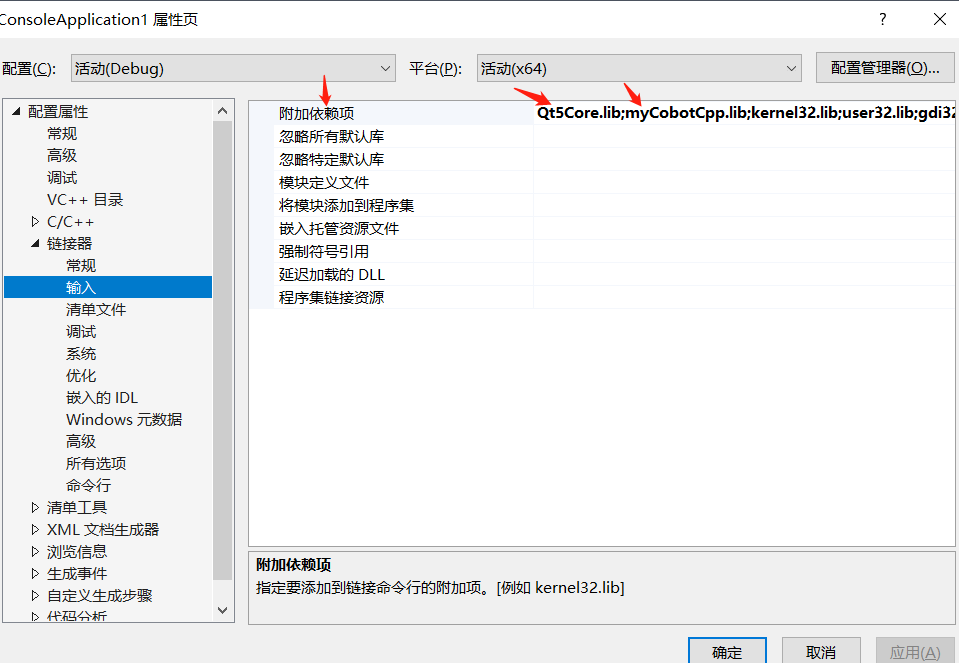 ConsoleApplication1 属性页
?
配置(C):
活动(Debug)
平台(P):
活动(x64)
配置管理器(O)...
配置属性
常规
高级
调试
VC++ 目录
C/C++
链接器
常规
输入
清单文件
调试
系统
优化
嵌入的 IDL
Windows 元数据
高级
所有选项
命令行
清单工具
XML 文档生成器
浏览信息
生成事件
自定义生成步骤
代码分析
附加依赖项
Qt5Core.lib;myCobotCpp.lib;kernel32.lib;user32.lib;gdi32
忽略所有默认库
忽略特定默认库
模块定义文件
将模块添加到程序集
嵌入托管资源文件
强制符号引用
延迟加载的 DLL
程序集链接资源
附加依赖项
指定要添加到链接命令行的附加项。[例如 kernel32.lib]
确定
取消
应用(A)